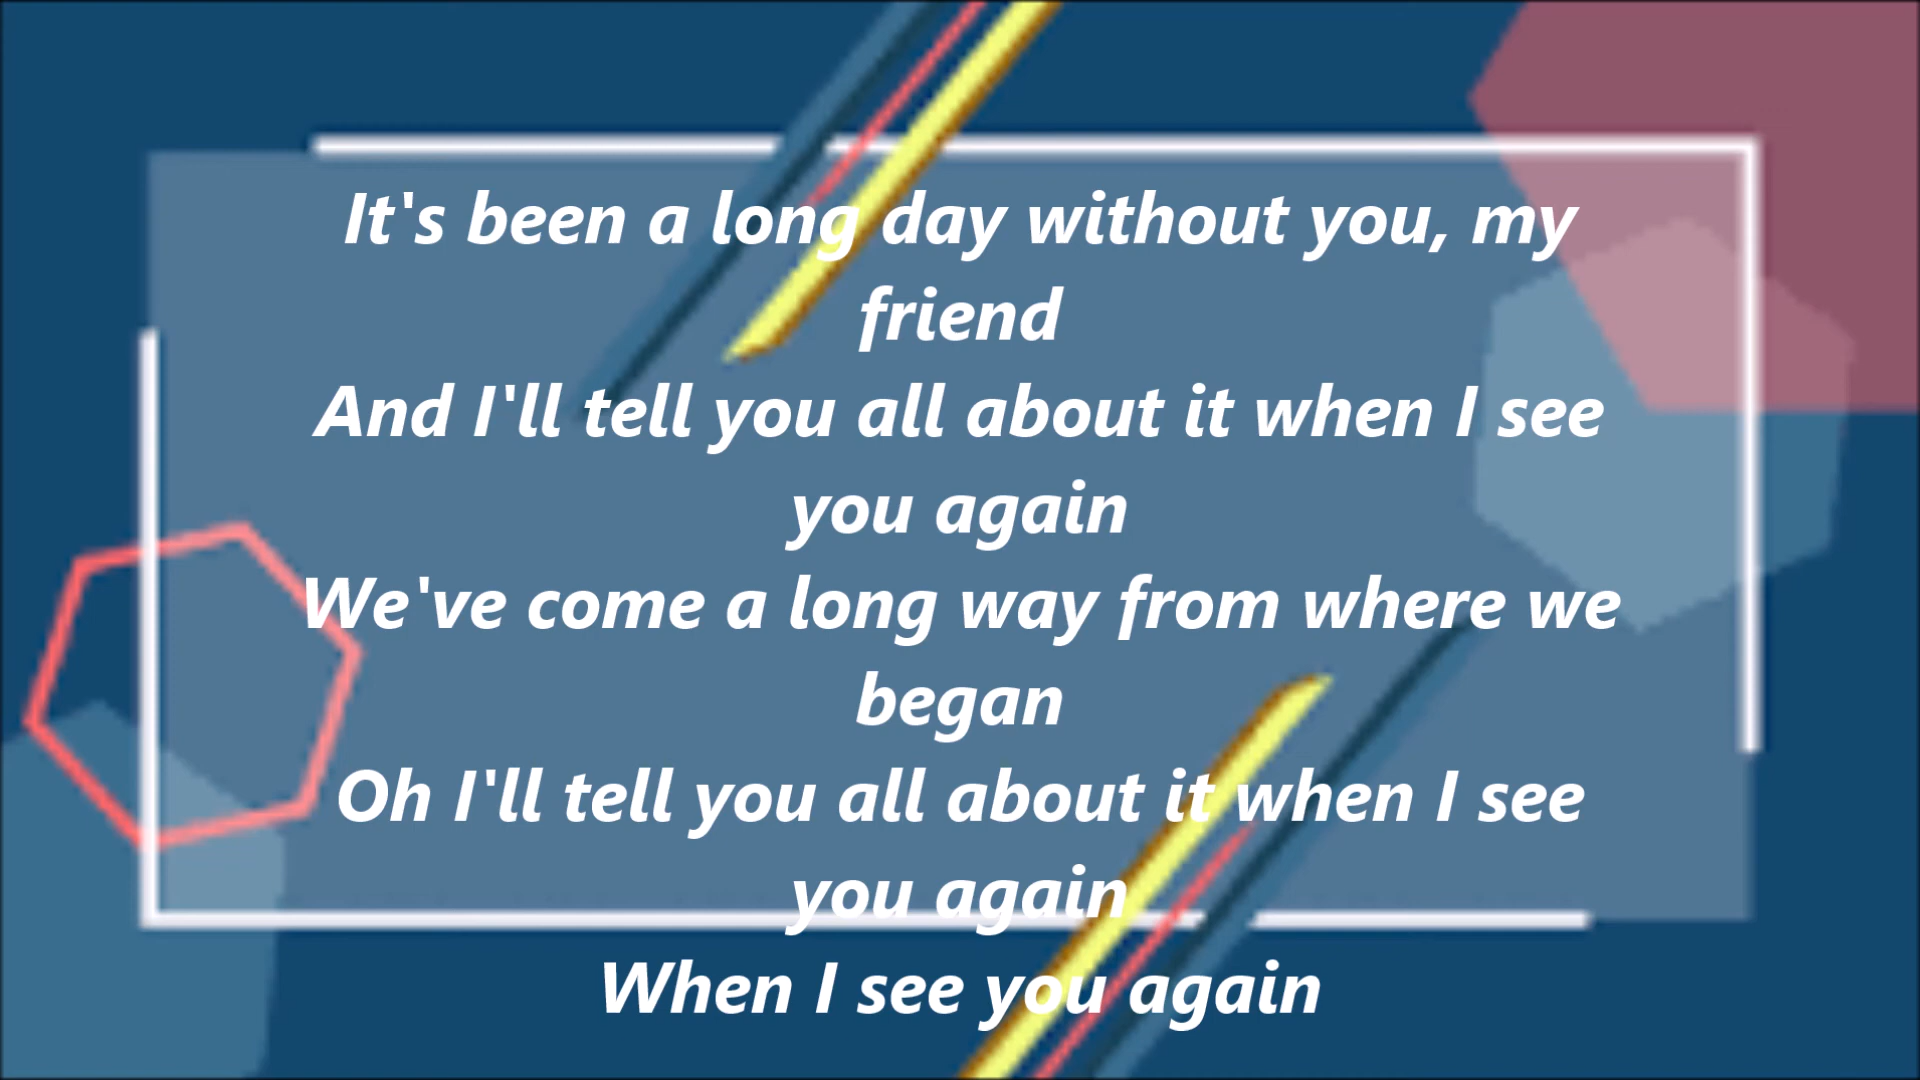 It's been a long day without you, my
friend
And I'll tell you all about it when I see
you again
We've come a long way from where we
began
Oh I'll tell you all about it when I see
you again
When I see you again